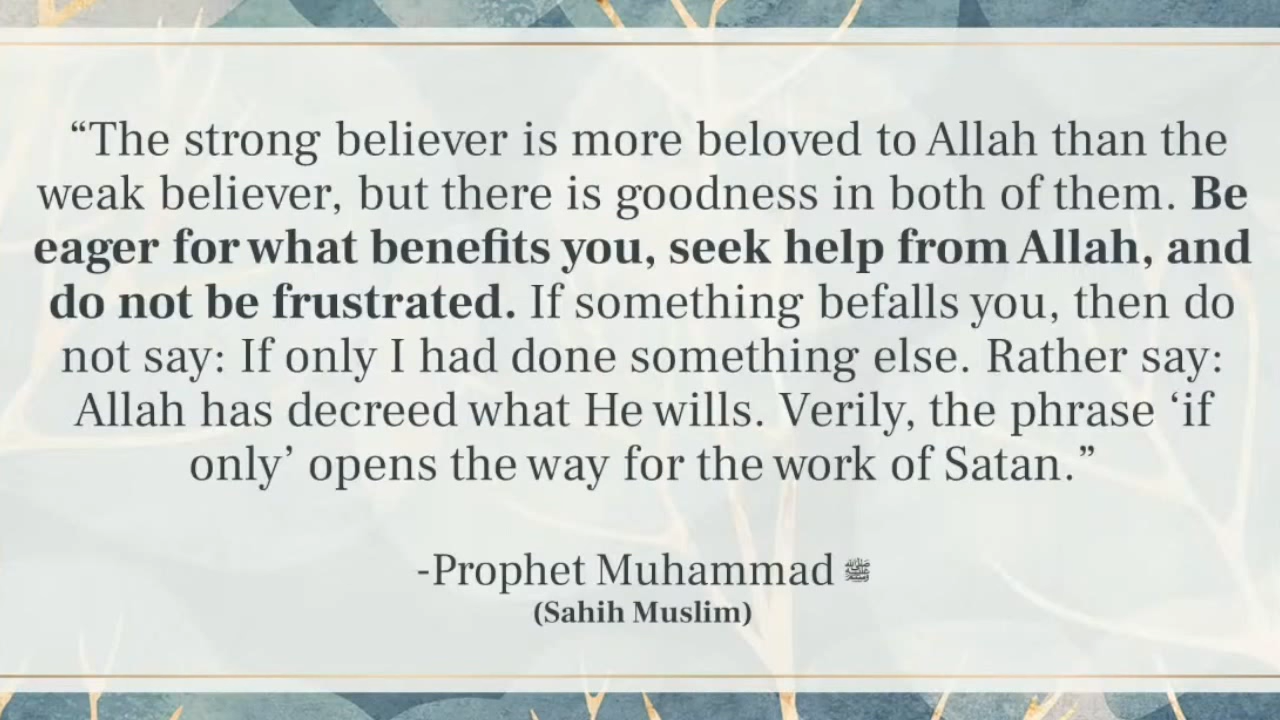 “The strong believer is more beloved to Allah than the
weak believer, but there is goodness in both of them. Be
eager for what benefits you, seek help from Allah, and
do not be frustrated. If something befalls you, then do
not say: If only I had done something else. Rather say:
Allah has decreed what He wills. Verily, the phrase ‘if
only’ opens the way for the work of Satan.”
-Prophet Muhammad ﷺ
(Sahih Muslim)